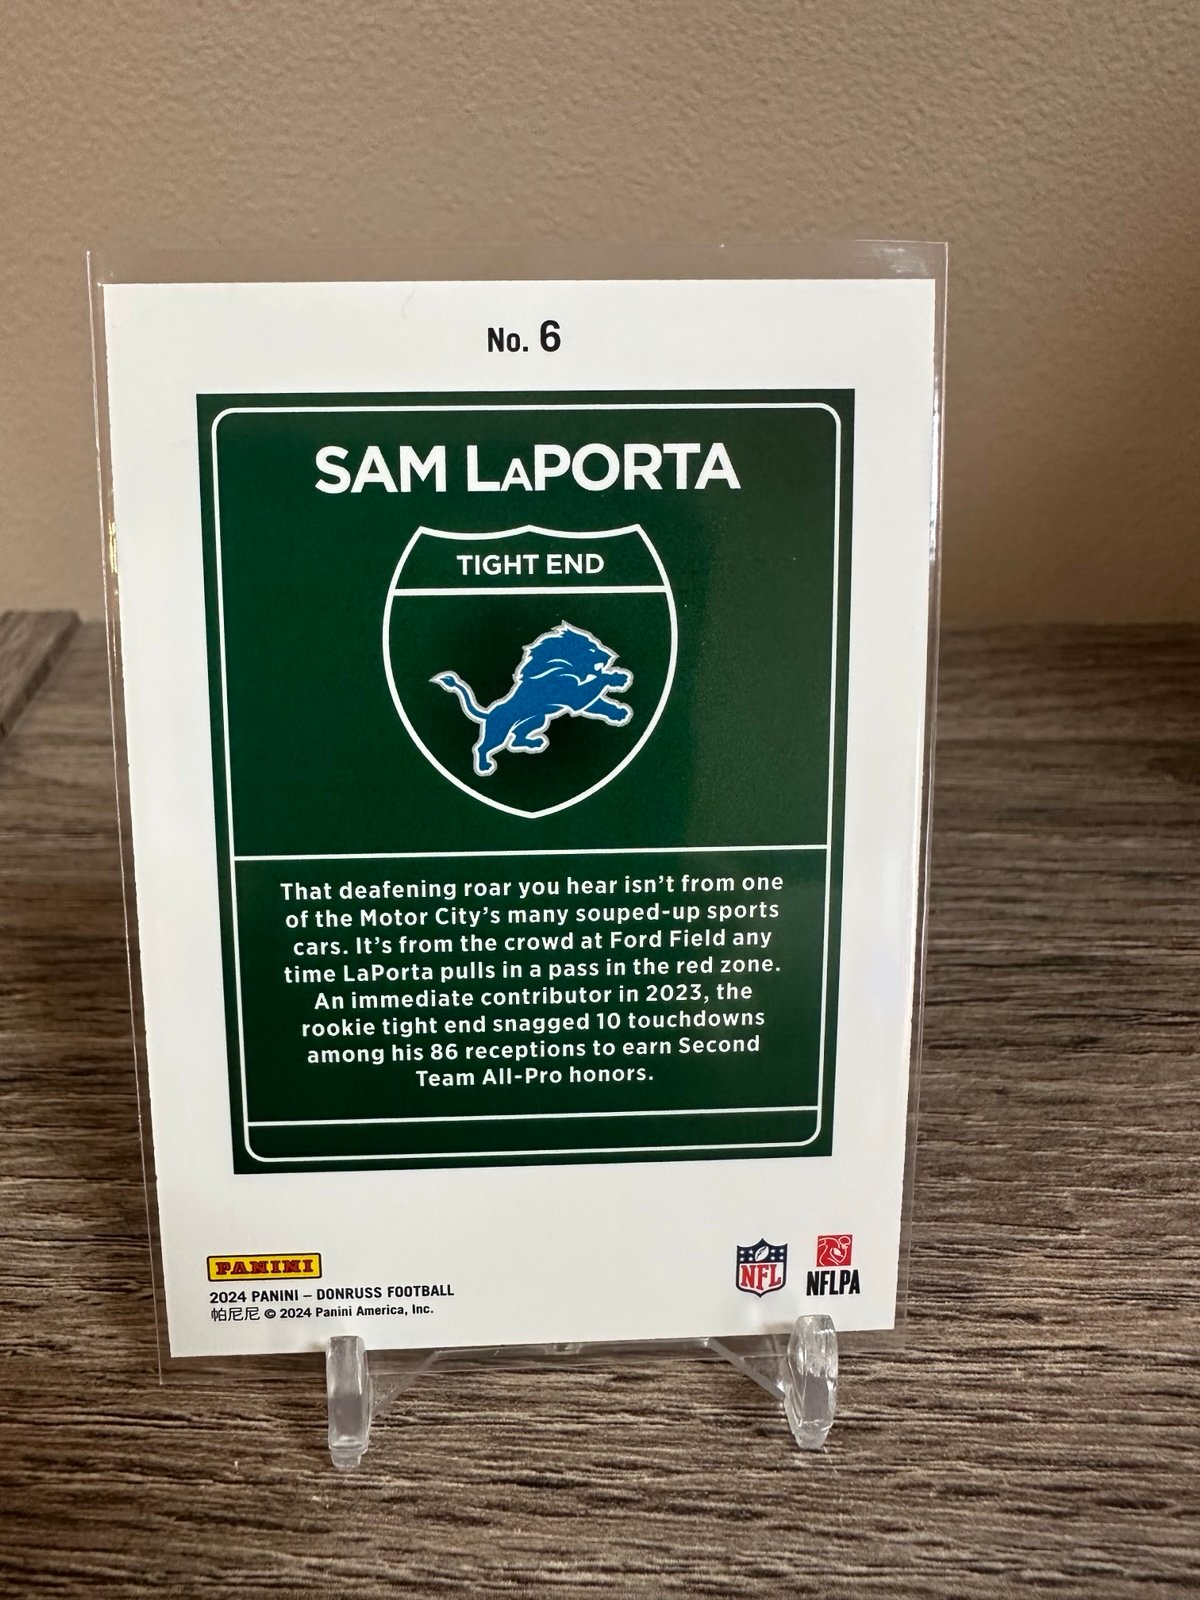 No. 6
SAM LaPORTA
TIGHT END
That deafening roar you hear isn't from one
of the Motor City's many souped-up sports
cars. It's from the crowd at Ford Field any
time LaPorta pulls in a pass in the red zone.
An immediate contributor in 2023, the
rookie tight end snagged 10 touchdowns
among his 86 receptions to earn Second
Team All-Pro honors.
PANINI
2024 PANINI – DONRUSS FOOTBALL
帕尼尼 © 2024 Panini America, Inc.
NFL
NFLPA